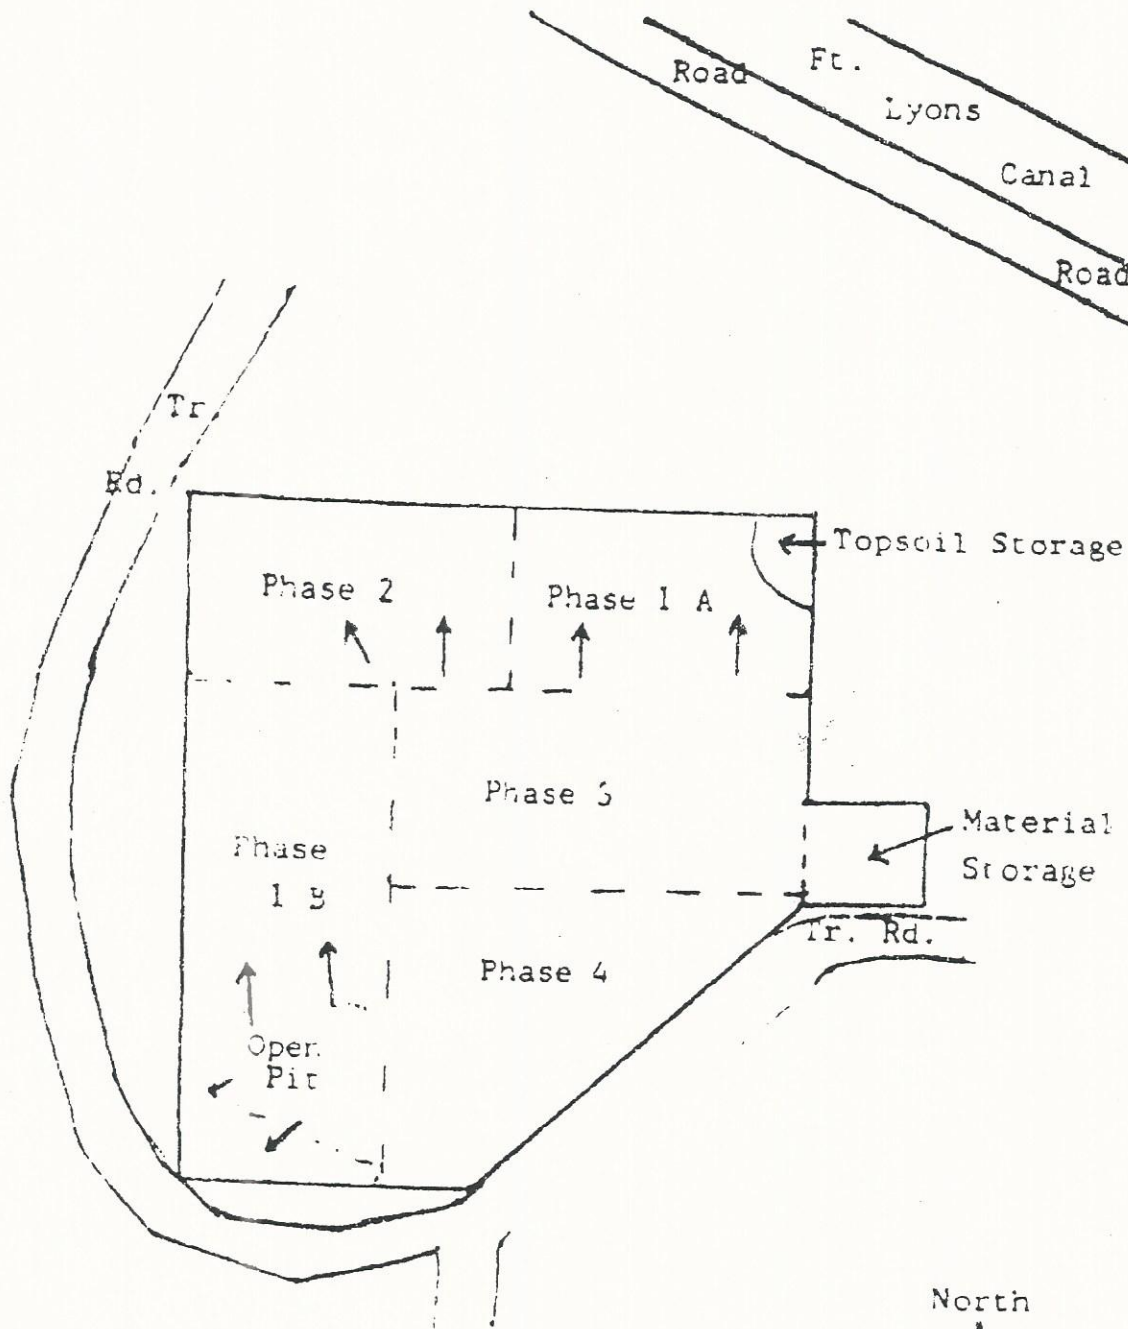 Road
Ft.
Lyons
Canal
Road
Tr.
Rd.
Topsoil Storage
Phase 2
Phase 1 A
Phase 3
Material
Storage
Phase
1 B
Tr. Rd.
Phase 4
Open
Pit
North